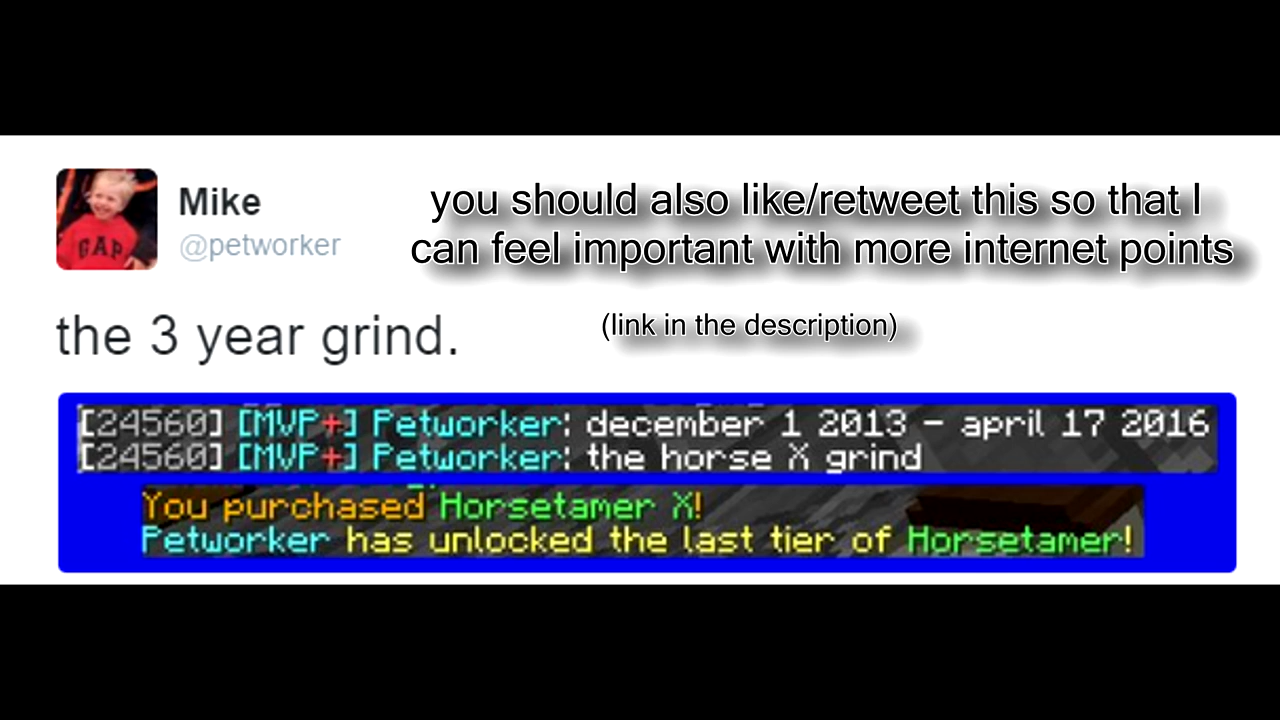 Mike
@petworker
you should also like/retweet this so that I
can feel important with more internet points
the 3 year grind.
(link in the description)
GAP
[24560] [MVP+] Petworker: december 1 2013 - april 17 2016
[24560] [MVP+] Petworker: the horse X grind
You purchased Horsetamer X!
Petworker has unlocked the last tier of Horsetamer!